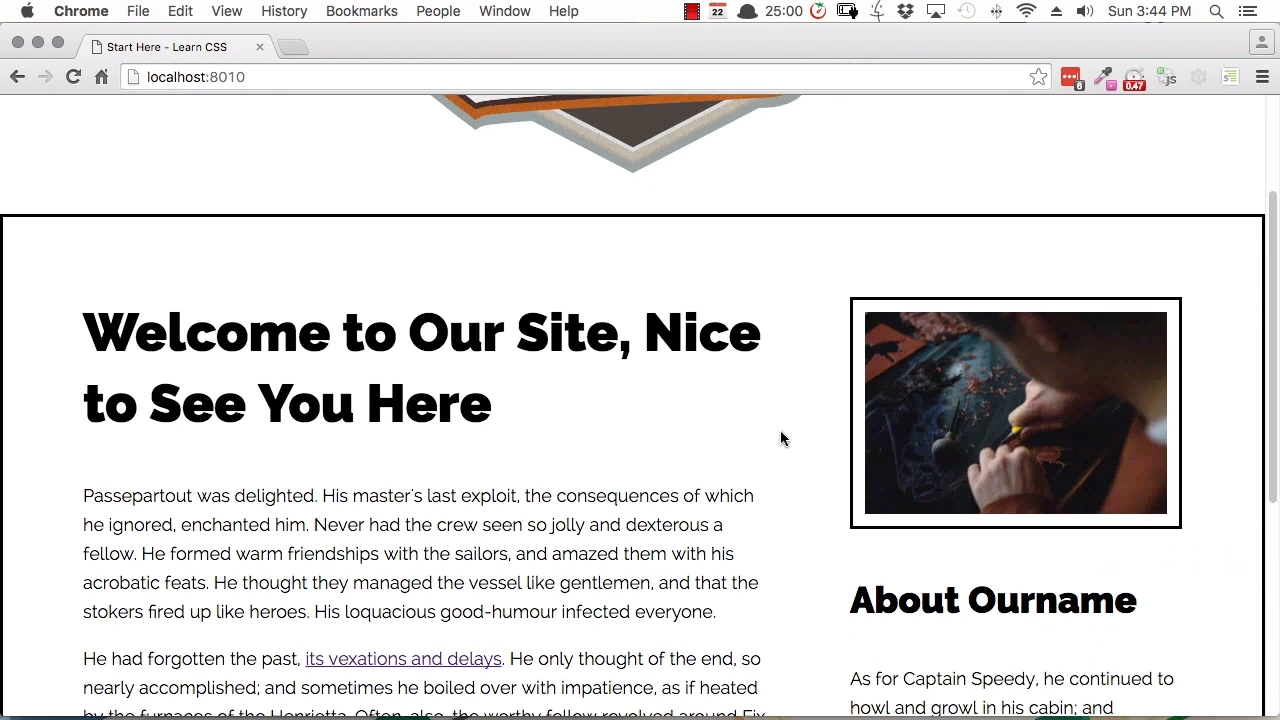 Chrome File Edit View History Bookmarks People Window Help 22 25:00 Sun 3:44 PM
Start Here - Learn CSS
localhost:8010 6 0.47 js
Welcome to Our Site, Nice
to See You Here
Passepartout was delighted. His master's last exploit, the consequences of which
he ignored, enchanted him. Never had the crew seen so jolly and dexterous a
fellow. He formed warm friendships with the sailors, and amazed them with his
acrobatic feats. He thought they managed the vessel like gentlemen, and that the
stokers fired up like heroes. His loquacious good-humour infected everyone.
He had forgotten the past, its vexations and delays. He only thought of the end, so
nearly accomplished; and sometimes he boiled over with impatience, as if heated
by the furnaces of the Henrietta. Often, also, the worthy fellow revolved around Fix,
About Ourname
As for Captain Speedy, he continued to
howl and growl in his cabin; and